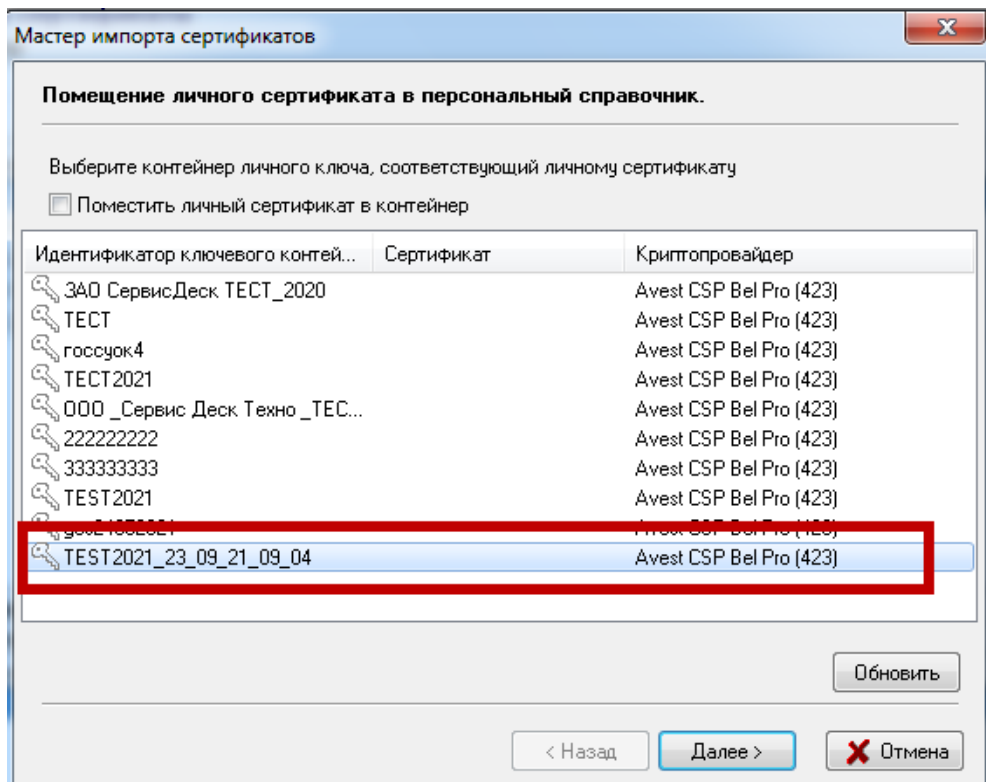 Мастер импорта сертификатов
Помещение личного сертификата в персональный справочник.
Выберите контейнер личного ключа, соответствующий личному сертификату
Поместить личный сертификат в контейнер
Идентификатор ключевого контей... Сертификат Криптопровайдер
ЗАО СервисДеск ТЕСТ_2020 Avest CSP Bel Pro (423)
ТЕСТ Avest CSP Bel Pro (423)
госсуок4 Avest CSP Bel Pro (423)
ТЕСТ2021 Avest CSP Bel Pro (423)
ООО _Сервис Деск Техно _ТЕС... Avest CSP Bel Pro (423)
222222222 Avest CSP Bel Pro (423)
333333333 Avest CSP Bel Pro (423)
TEST2021 Avest CSP Bel Pro (423)
TEST2021_23_09_21_09_04 Avest CSP Bel Pro (423)
Обновить
< Назад Далее > Отмена